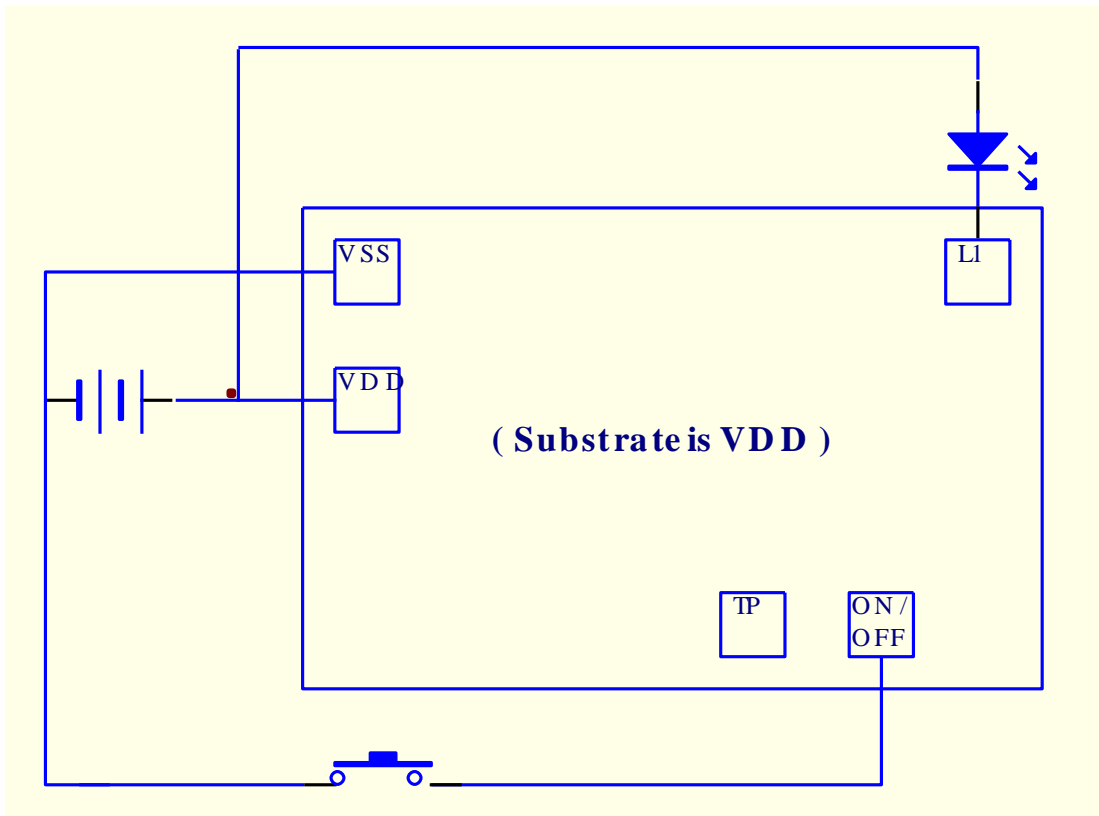 VSS
L1
VDD
( Substrate is VDD )
TP
ON/
OFF